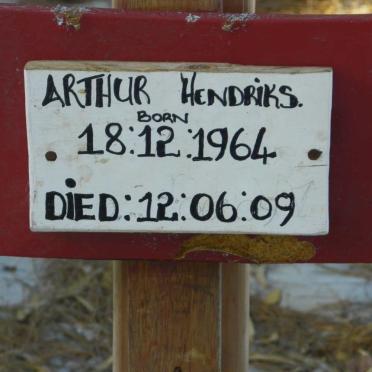 ARTHUR HENDRIKS.
BORN
18:12:1964
DIED:12:06:09